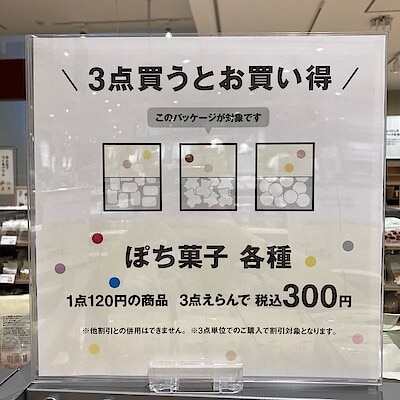 \ 3点買うとお買い得 /
このパッケージが対象です
ぽち菓子 各種
1点120円の商品 3点えらんで 税込300円
※他割引との併用はできません。 ※3点単位でのご購入で割引対象となります。